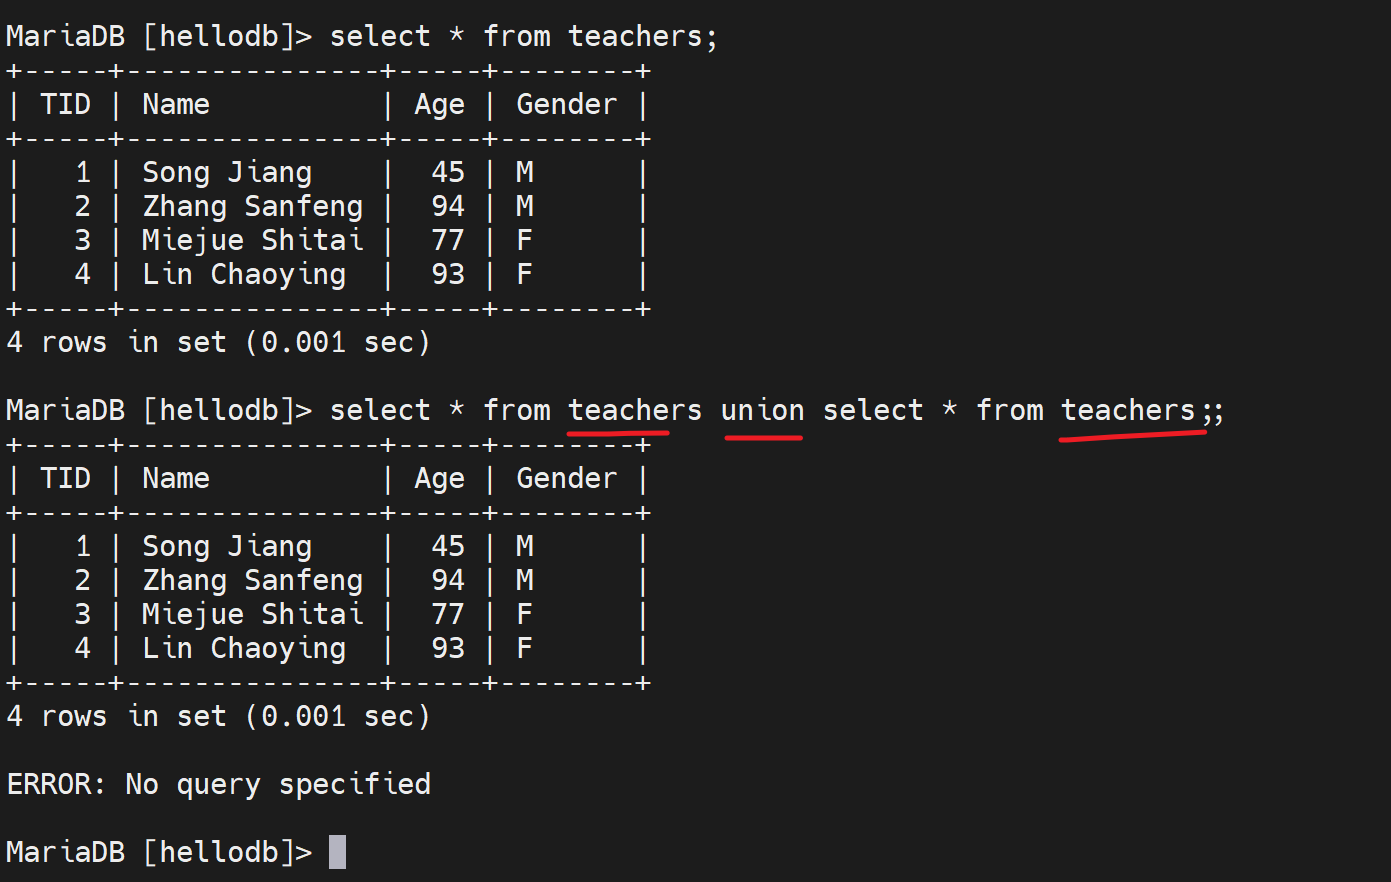 MariaDB [hellodb]> select * from teachers;
+-----+---------------+-----+--------+
| TID | Name          | Age | Gender |
+-----+---------------+-----+--------+
|   1 | Song Jiang    |  45 | M      |
|   2 | Zhang Sanfeng |  94 | M      |
|   3 | Miejue Shitai |  77 | F      |
|   4 | Lin Chaoying  |  93 | F      |
+-----+---------------+-----+--------+
4 rows in set (0.001 sec)

MariaDB [hellodb]> select * from teachers union select * from teachers;;
+-----+---------------+-----+--------+
| TID | Name          | Age | Gender |
+-----+---------------+-----+--------+
|   1 | Song Jiang    |  45 | M      |
|   2 | Zhang Sanfeng |  94 | M      |
|   3 | Miejue Shitai |  77 | F      |
|   4 | Lin Chaoying  |  93 | F      |
+-----+---------------+-----+--------+
4 rows in set (0.001 sec)

ERROR: No query specified

MariaDB [hellodb]>